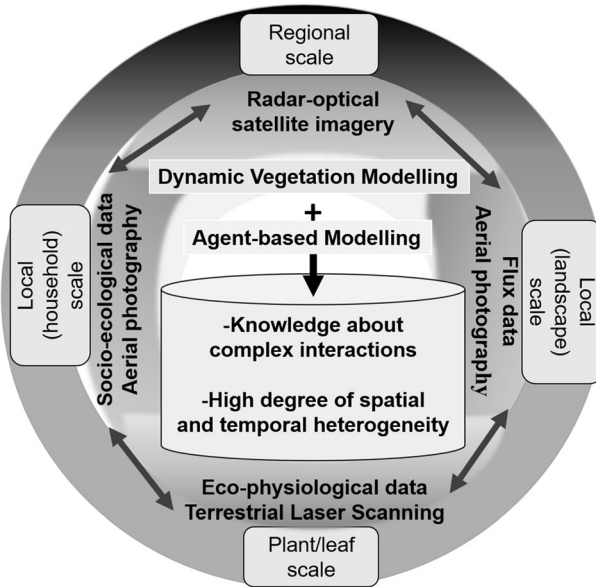 Regional
scale
Radar-optical
satellite imagery
Dynamic Vegetation Modelling
+
Agent-based Modelling
Local
(household)
scale
Socio-ecological data
Aerial photography
-Knowledge about
complex interactions
-High degree of spatial
and temporal heterogeneity
Flux data
Aerial photography
Local
(landscape)
scale
Eco-physiological data
Terrestrial Laser Scanning
Plant/leaf
scale